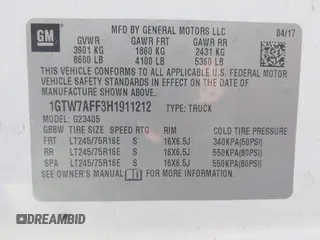 GM
MFD BY GENERAL MOTORS LLC
04/17
GVWR GAWR FRT GAWR RR
3901 KG 1860 KG 2431 KG
8600 LB 4100 LB 5360 LB
THIS VEHICLE CONFORMS TO ALL APPLICABLE U.S. FEDERAL MOTOR
VEHICLE SAFETY STANDARDS IN EFFECT ON THE DATE OF
MANUFACTURE SHOWN ABOVE.
1GTW7AFF3H1911212 TYPE: TRUCK
MODEL: G23405
GBBW TIRE SIZE SPEED RTG RIM COLD TIRE PRESSURE
FRT LT245/75R16E S 16X6.5J 340KPA(50PSI)
RR LT245/75R16E S 16X6.5J 550KPA(80PSI)
SPA LT245/75R16E S 16X6.5J 550KPA(80PSI)
SEE OWNER'S MANUAL FOR ADDITIONAL INFORMATION.
DREAMBID.COM